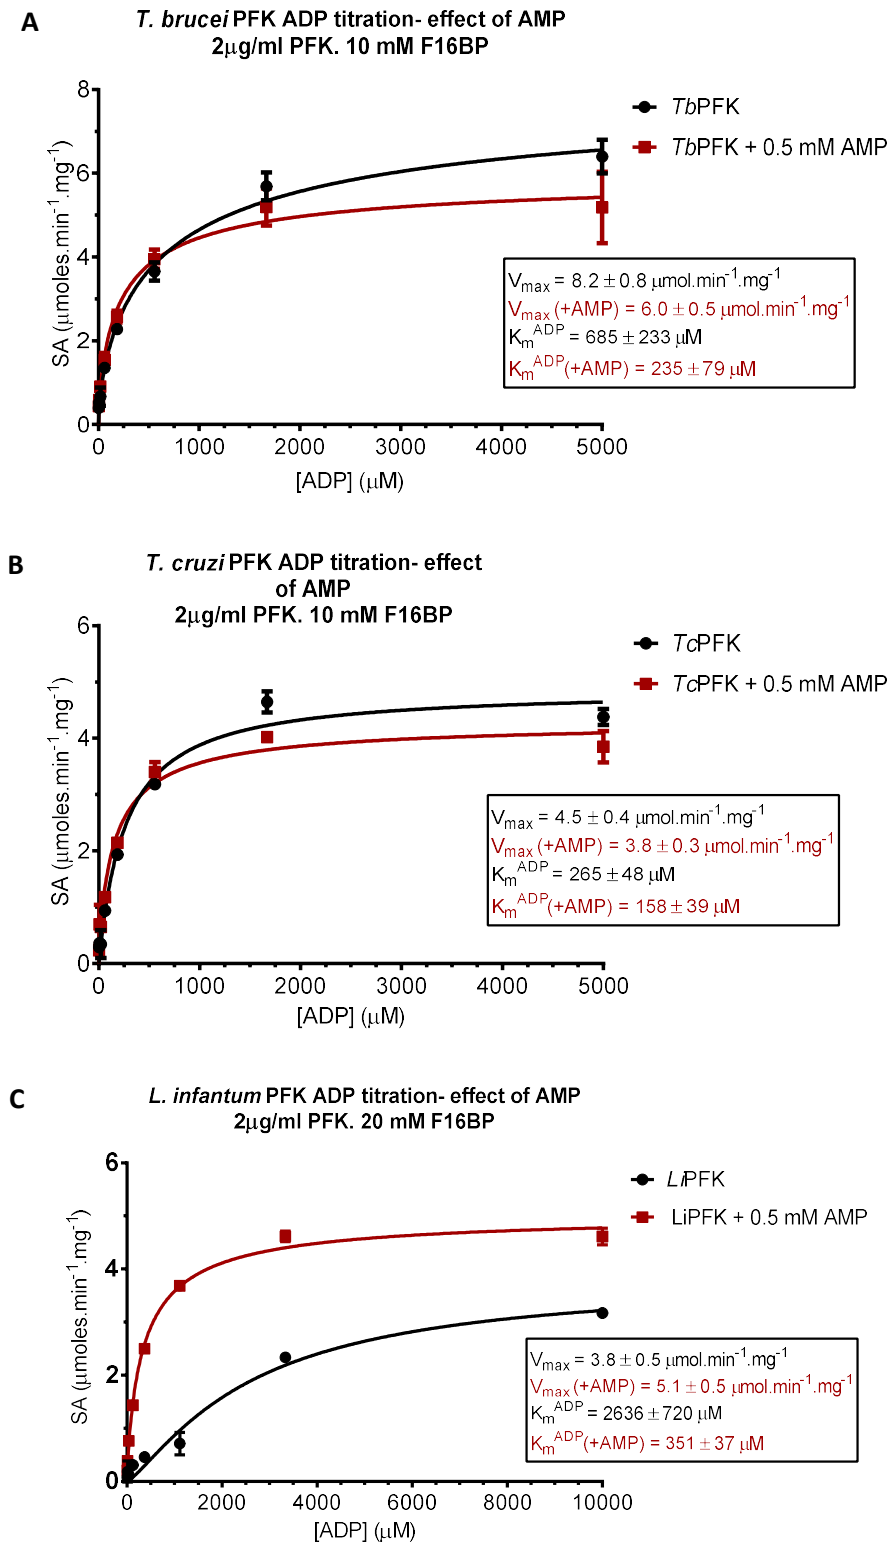 A
T. brucei PFK ADP titration- effect of AMP
2μg/ml PFK. 10 mM F16BP
SA (μmoles.min⁻¹.mg⁻¹)
8
6
4
2
0
0 1000 2000 3000 4000 5000
[ADP] (μM)
TbPFK
TbPFK + 0.5 mM AMP
Vmax = 8.2 ± 0.8 μmol.min⁻¹.mg⁻¹
Vmax (+AMP) = 6.0 ± 0.5 μmol.min⁻¹.mg⁻¹
KmADP = 685 ± 233 μM
KmADP(+AMP) = 235 ± 79 μM
B
T. cruzi PFK ADP titration- effect
of AMP
2μg/ml PFK. 10 mM F16BP
SA (μmoles.min⁻¹.mg⁻¹)
6
4
2
0
0 1000 2000 3000 4000 5000
[ADP] (μM)
TcPFK
TcPFK + 0.5 mM AMP
Vmax = 4.5 ± 0.4 μmol.min⁻¹.mg⁻¹
Vmax (+AMP) = 3.8 ± 0.3 μmol.min⁻¹.mg⁻¹
KmADP = 265 ± 48 μM
KmADP(+AMP) = 158 ± 39 μM
C
L. infantum PFK ADP titration- effect of AMP
2μg/ml PFK. 20 mM F16BP
SA (μmoles.min⁻¹.mg⁻¹)
6
4
2
0
0 2000 4000 6000 8000 10000
[ADP] (μM)
LiPFK
LiPFK + 0.5 mM AMP
Vmax = 3.8 ± 0.5 μmol.min⁻¹.mg⁻¹
Vmax (+AMP) = 5.1 ± 0.5 μmol.min⁻¹.mg⁻¹
KmADP = 2636 ± 720 μM
KmADP(+AMP) = 351 ± 37 μM